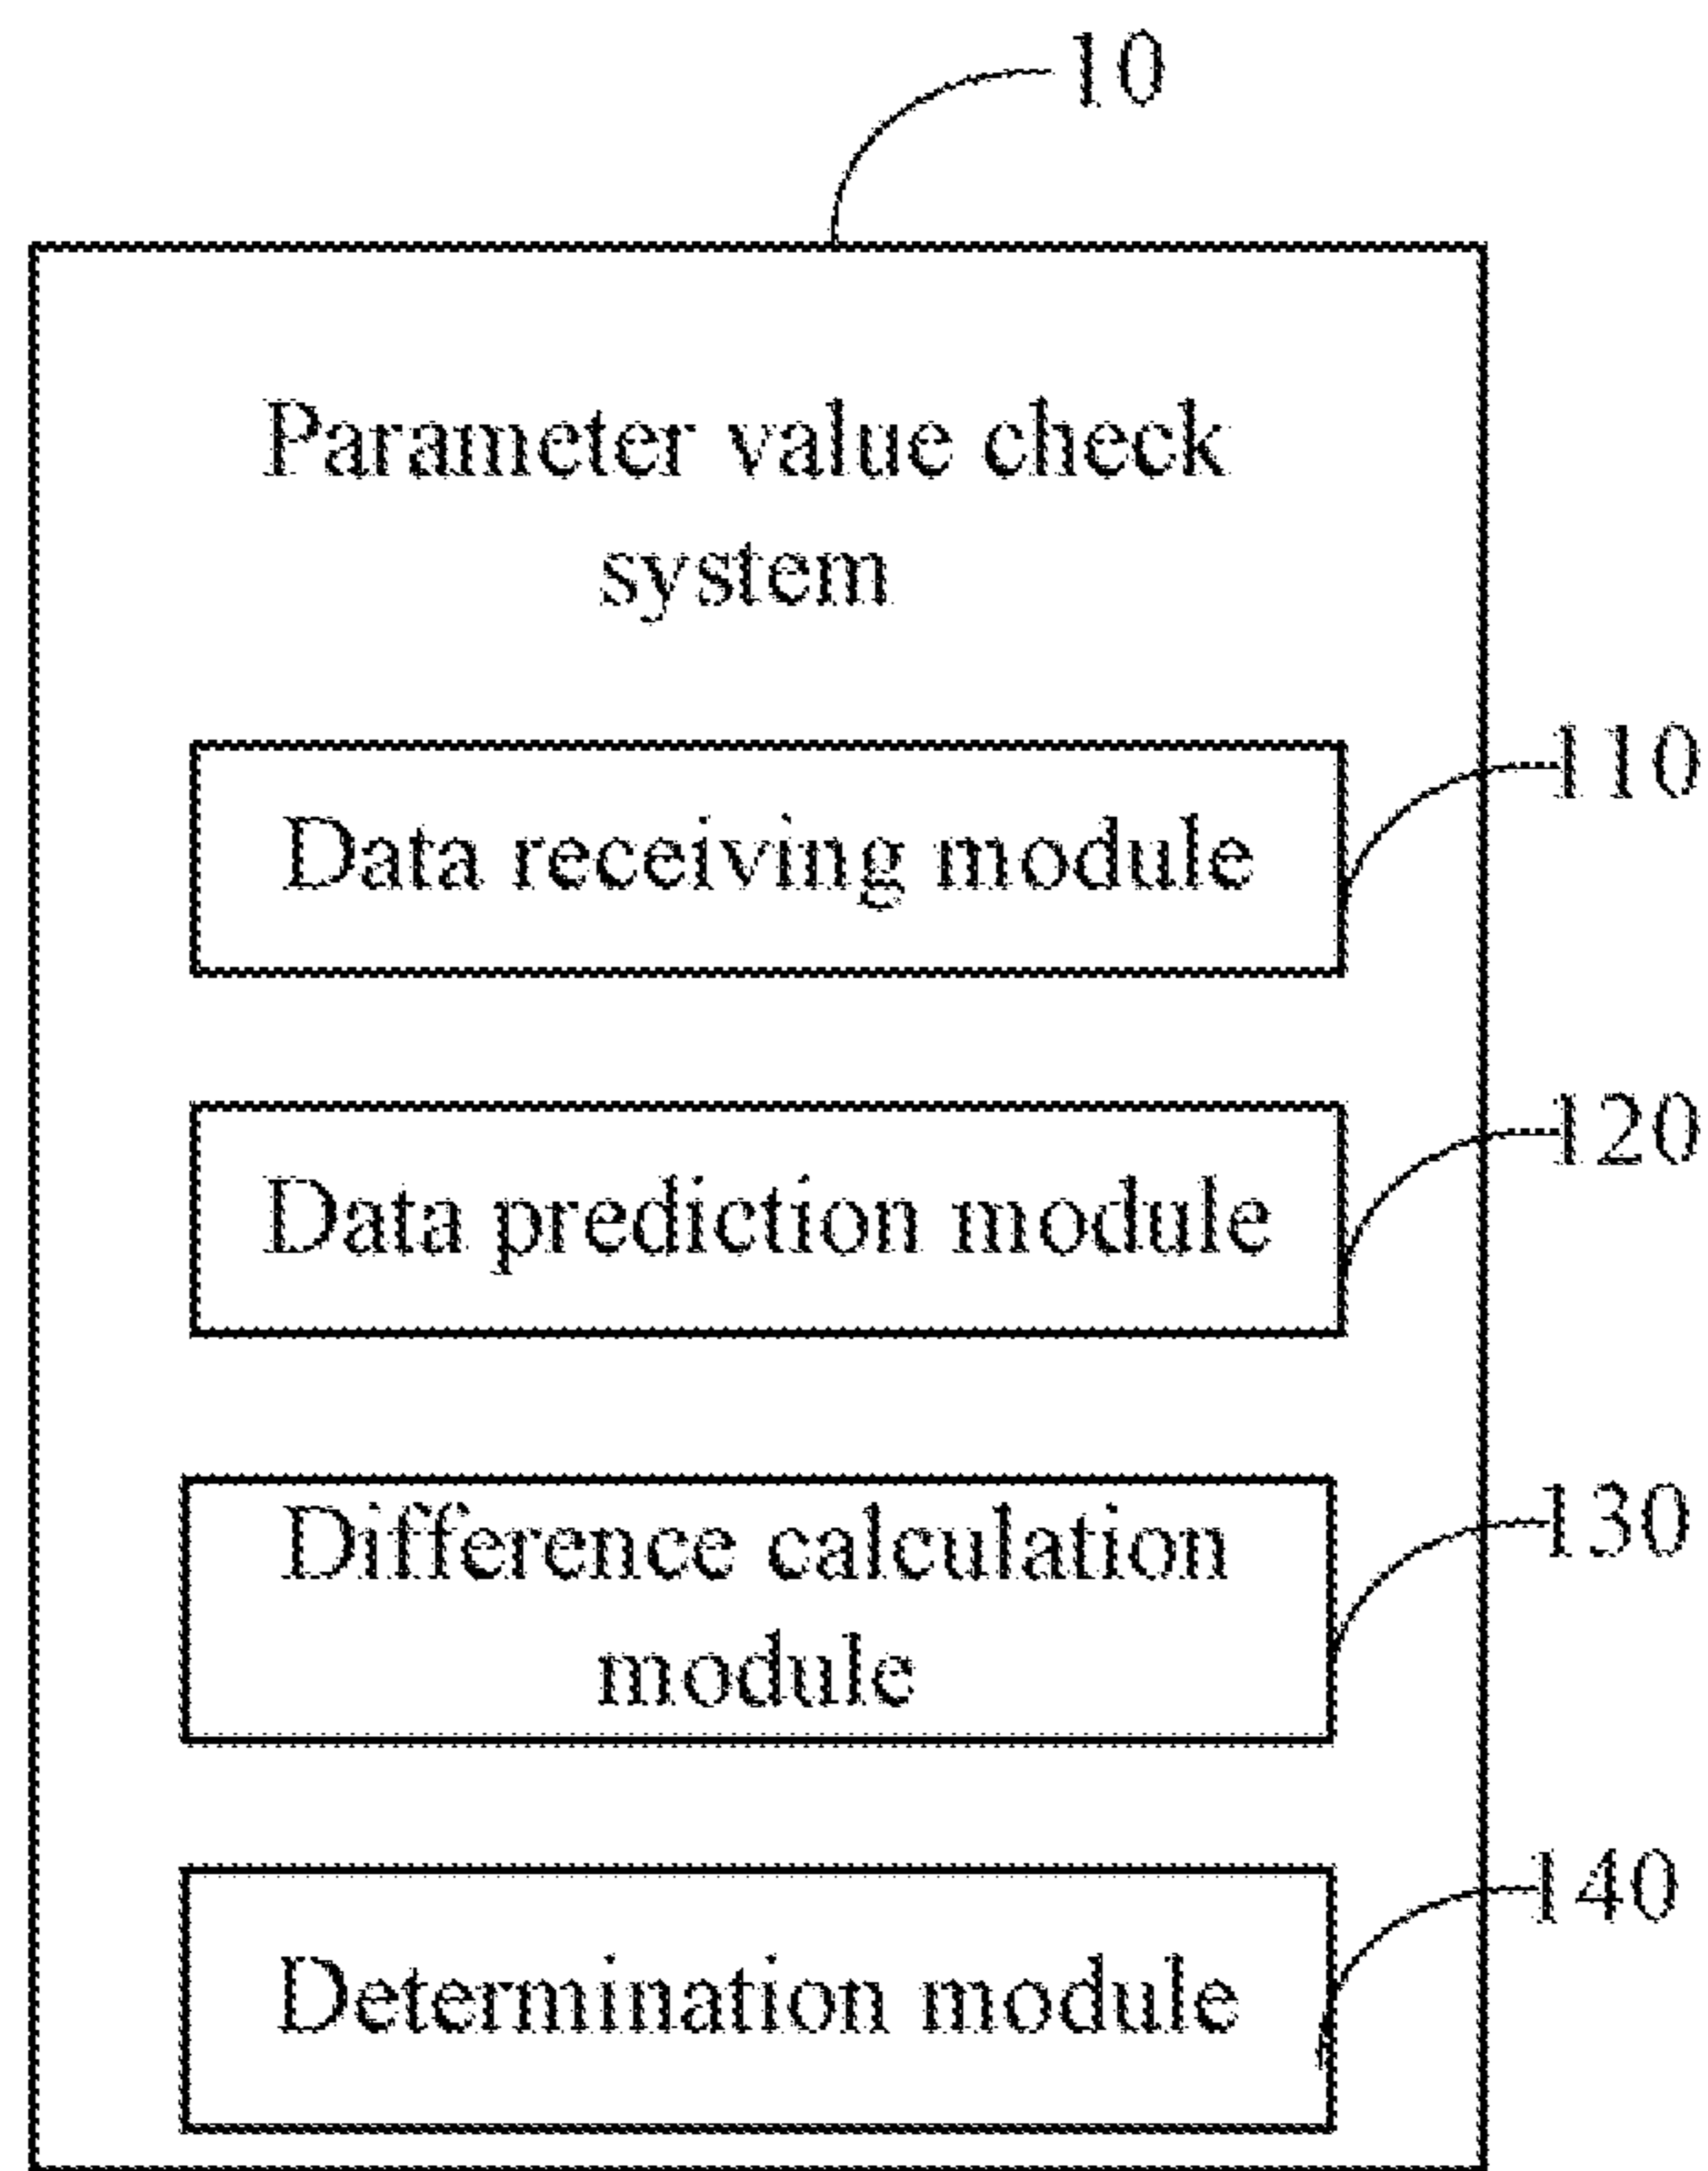 10
Parameter value check
system
110
Data receiving module
120
Data prediction module
130
Difference calculation
module
140
Determination module